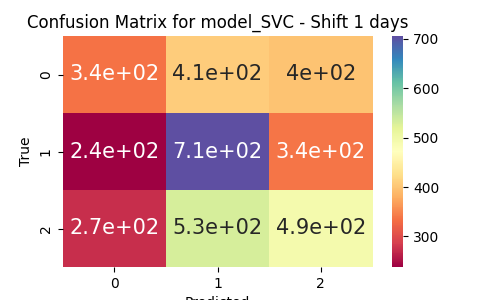 Confusion Matrix for model_SVC - Shift 1 days
700
0 3.4e+02 4.1e+02 4e+02
600
True 1 2.4e+02 7.1e+02 3.4e+02
500
400
2 2.7e+02 5.3e+02 4.9e+02
300
0 1 2
Predicted